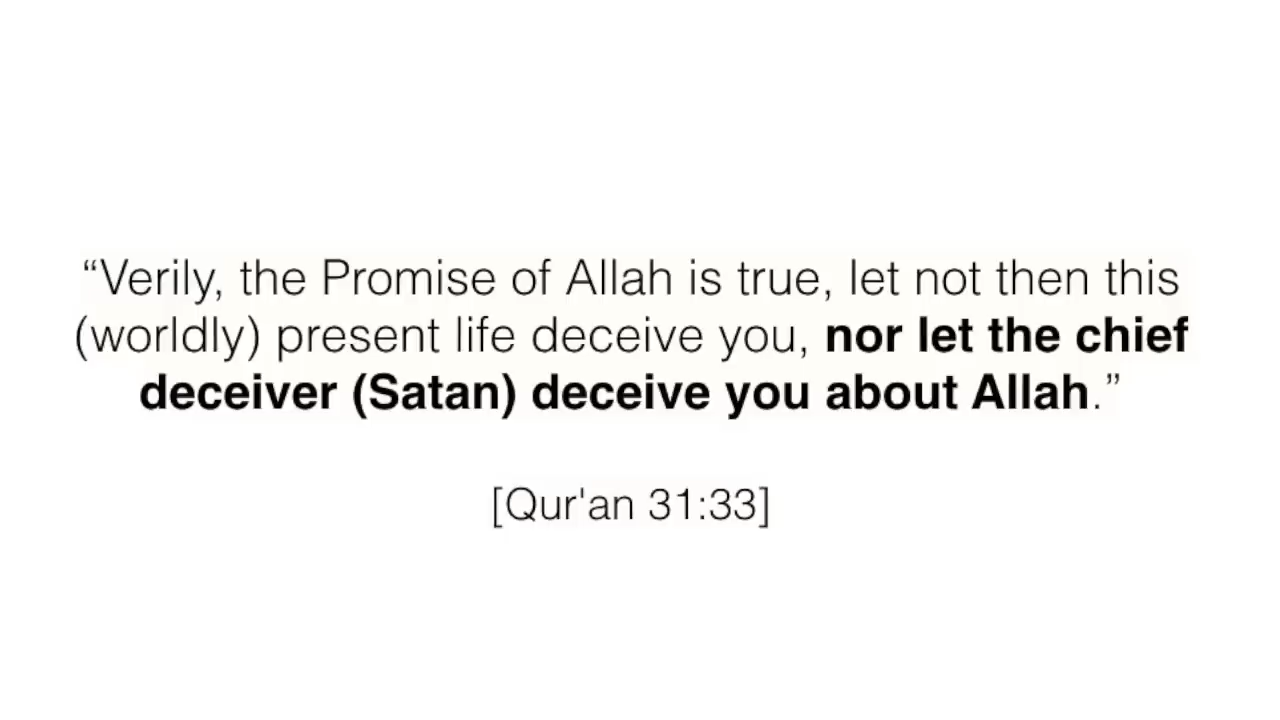 “Verily, the Promise of Allah is true, let not then this
(worldly) present life deceive you, nor let the chief
deceiver (Satan) deceive you about Allah.”
[Qur'an 31:33]